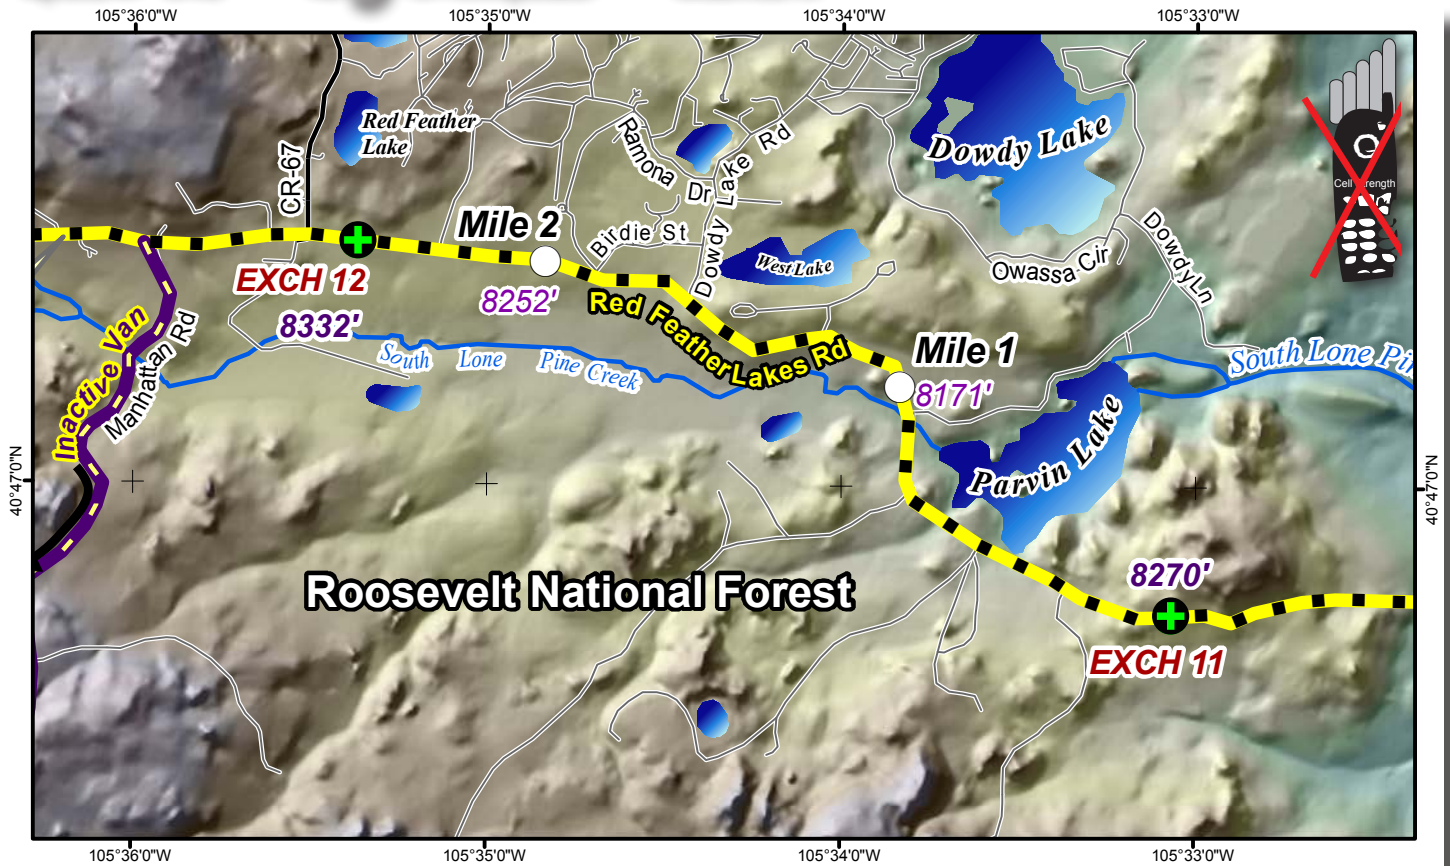 105°36'0"W
105°35'0"W
105°34'0"W
105°33'0"W
Red Feather
Lake
CR-67
Ramona Dr
Dowdy Lake Rd
Birdie St
Dowdy Lake
Cell Strength
Mile 2
West Lake
Owassa Cir
Dowdy Ln
EXCH 12
8252'
8332'
Red Feather Lakes Rd
Inactive Van
Manhattan Rd
South Lone Pine Creek
Mile 1
8171'
South Lone Pi
Parvin Lake
40°47'0"N
40°47'0"N
Roosevelt National Forest
8270'
EXCH 11
105°36'0"W
105°35'0"W
105°34'0"W
105°33'0"W